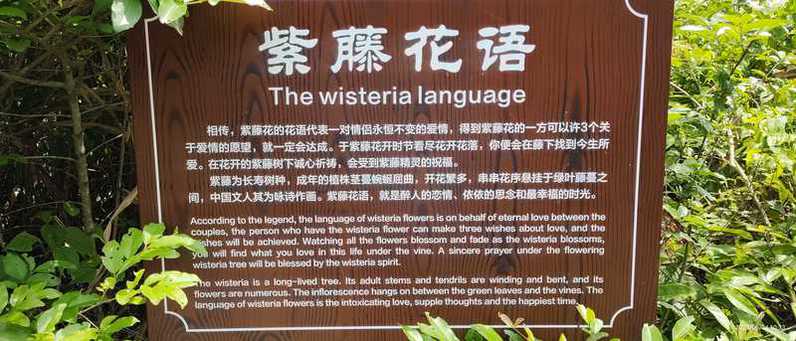 紫藤花语
The wisteria language
相传，紫藤花的花语代表一对情侣永恒不变的爱情，得到紫藤花的一方可以许3个关
于爱情的愿望，就一定会达成。于紫藤花开时节看尽花开花落，你便会在藤下找到今生所
爱。在花开的紫藤树下诚心祈祷，会受到紫藤精灵的祝福。
紫藤为长寿树种，成年的植株茎蔓蜿蜒屈曲，开花繁多，串串花序悬挂于绿叶藤蔓之
间，中国文人其为咏诗作画。紫藤花语，就是醉人的恋情、依依的思念和最幸福的时光。
According to the legend, the language of wisteria flowers is on behalf of eternal love between the
couples, the person who have the wisteria flower can make three wishes about love, and the
wishes will be achieved. Watching all the flowers blossom and fade as the wisteria blossoms,
you will find what you love in this life under the vine. A sincere prayer under the flowering
wisteria tree will be blessed by the wisteria spirit.
The wisteria is a long-lived tree. Its adult stems and tendris are winding and bent, and its
flowers are numerous. The inflorescence hangs on between the green leaves and the vines. The
language of wisteria flowers is the intoxicating love, supple thoughts and the happiest time.